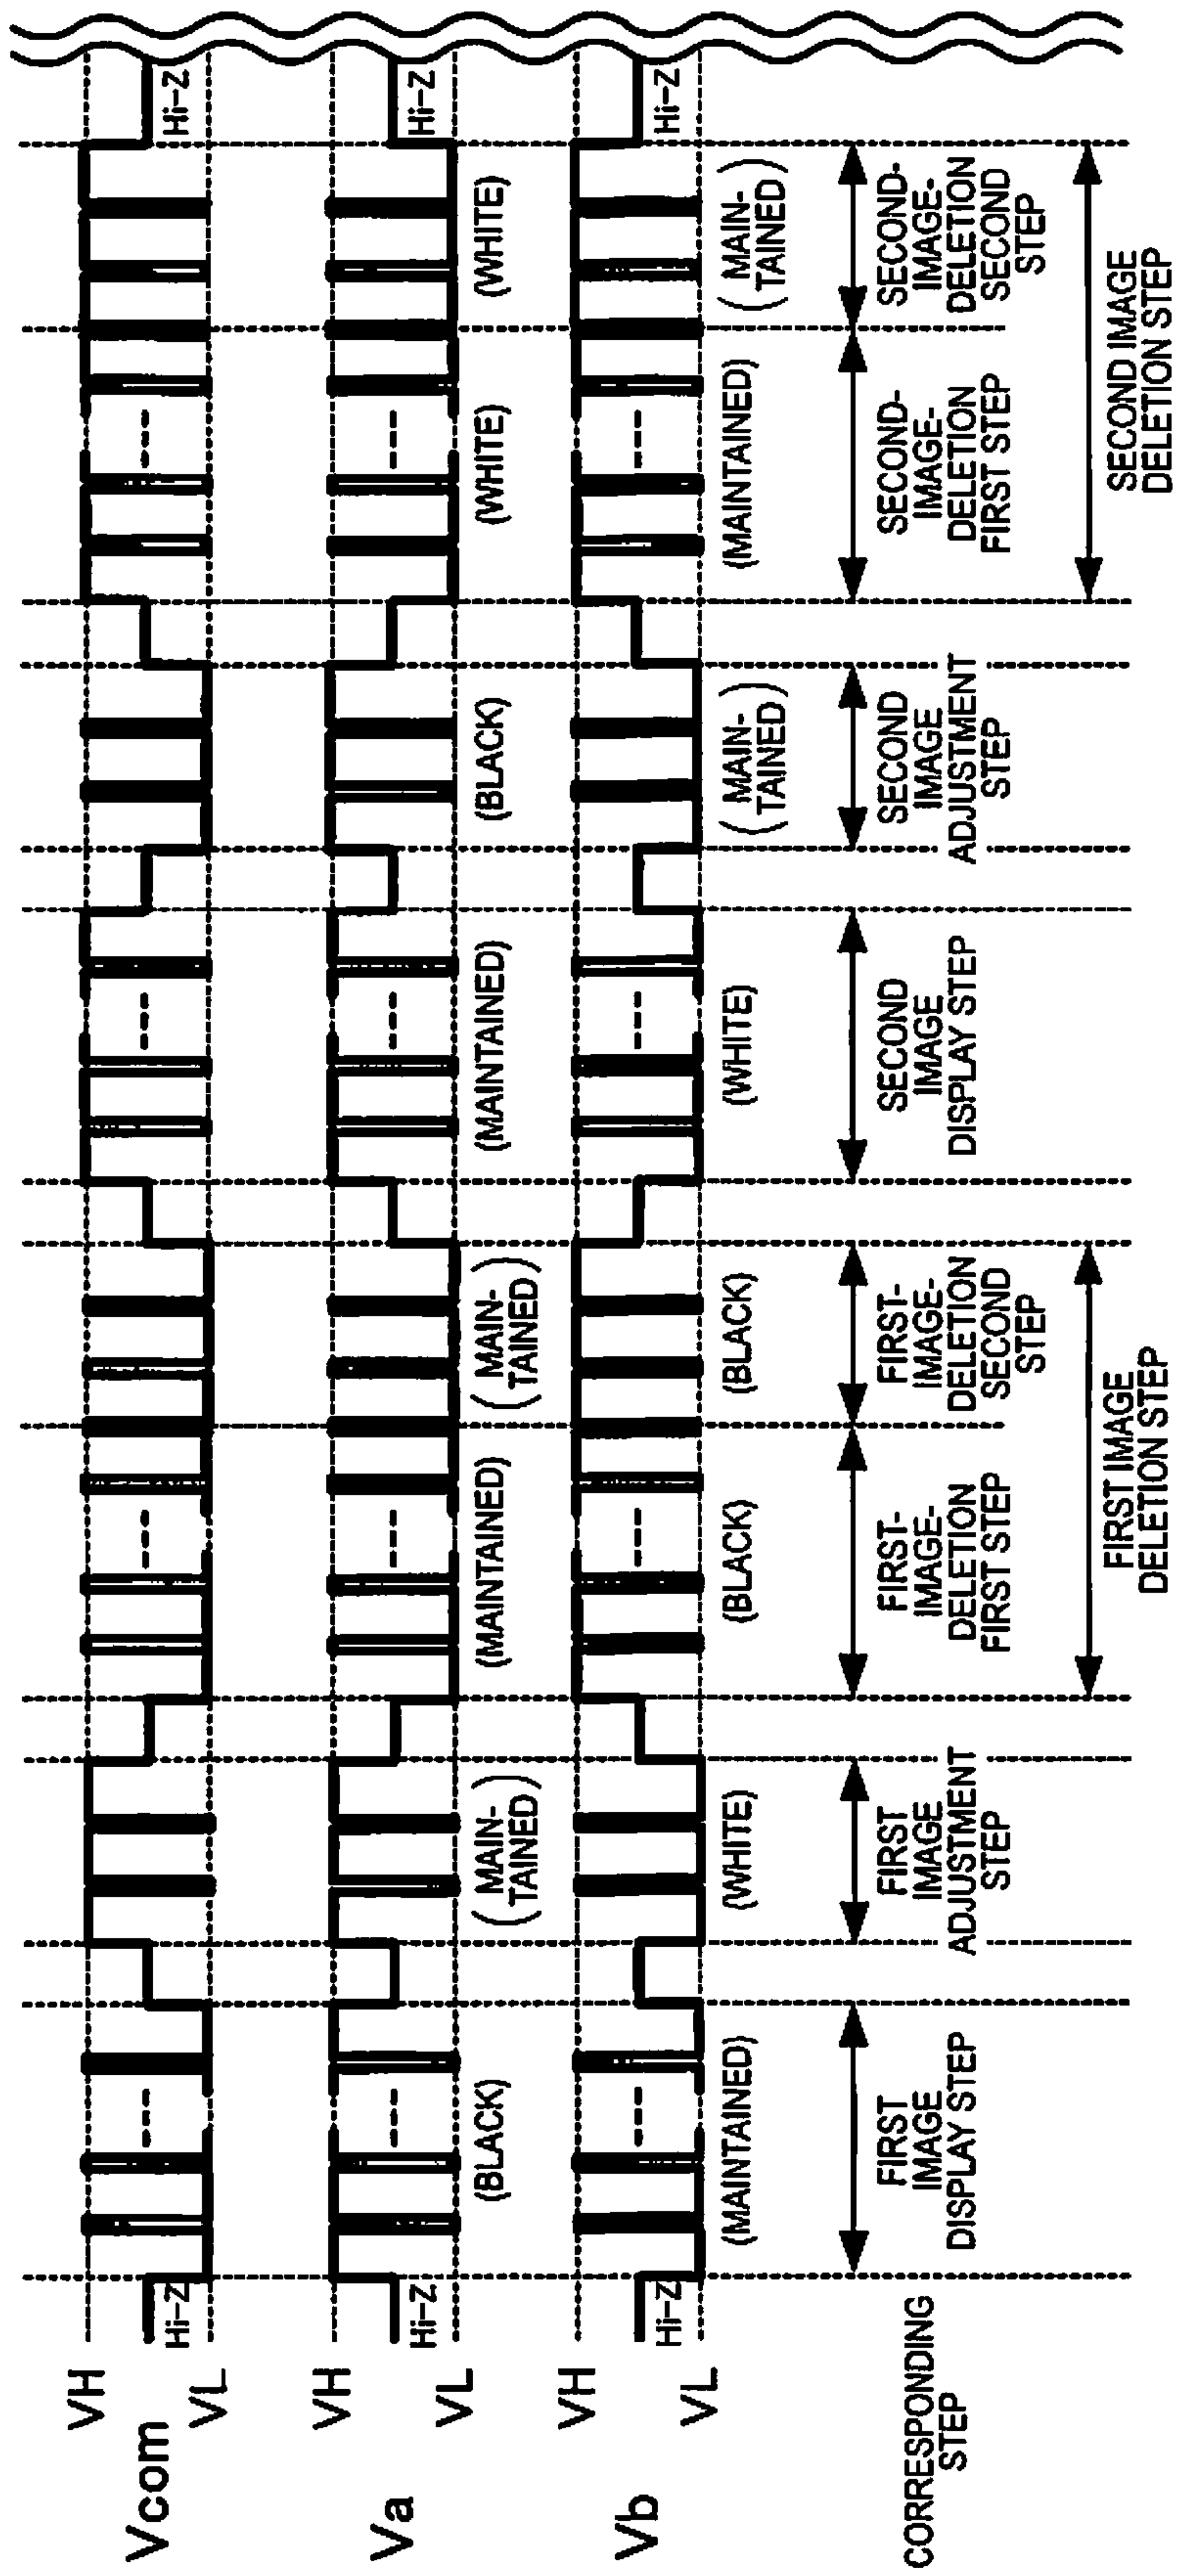 VH
Vcom
VL
Hi-Z
Hi-Z
VH
Va
VL
Hi-Z
(BLACK)
( MAIN-
TAINED )
(MAINTAINED)
( MAIN-
TAINED )
(MAINTAINED)
(BLACK)
(WHITE)
(WHITE)
Hi-Z
VH
Vb
VL
Hi-Z
(MAINTAINED)
(WHITE)
(BLACK)
(BLACK)
(WHITE)
( MAIN-
TAINED )
(MAINTAINED)
( MAIN-
TAINED )
Hi-Z
CORRESPONDING
STEP
FIRST
IMAGE
DISPLAY STEP
FIRST
IMAGE
ADJUSTMENT
STEP
FIRST-
IMAGE-
DELETION
FIRST STEP
FIRST-
IMAGE-
DELETION
SECOND
STEP
SECOND
IMAGE
DISPLAY STEP
SECOND
IMAGE
ADJUSTMENT
STEP
SECOND-
IMAGE-
DELETION
FIRST STEP
SECOND-
IMAGE-
DELETION
SECOND
STEP
FIRST IMAGE
DELETION STEP
SECOND IMAGE
DELETION STEP